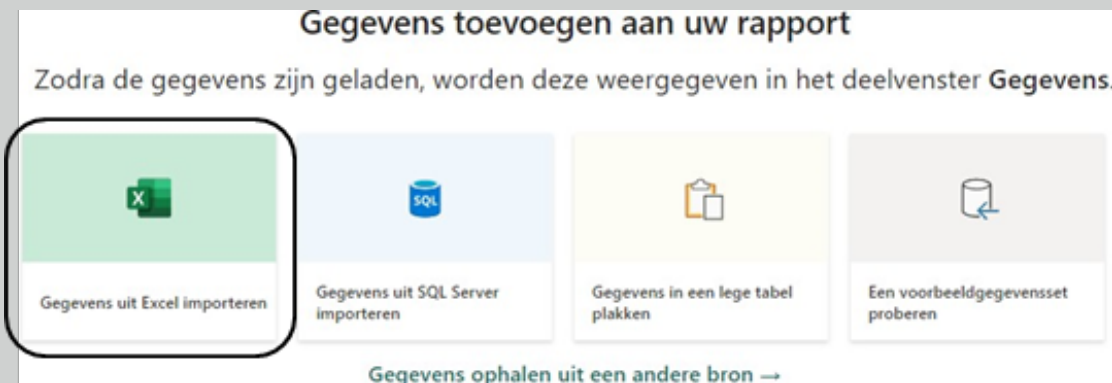 Gegevens toevoegen aan uw rapport
Zodra de gegevens zijn geladen, worden deze weergegeven in het deelvenster Gegevens.
X
SQL
Gegevens uit Excel importeren
Gegevens uit SQL Server
importeren
Gegevens in een lege tabel
plakken
Een voorbeeldgegevensset
proberen
Gegevens ophalen uit een andere bron →